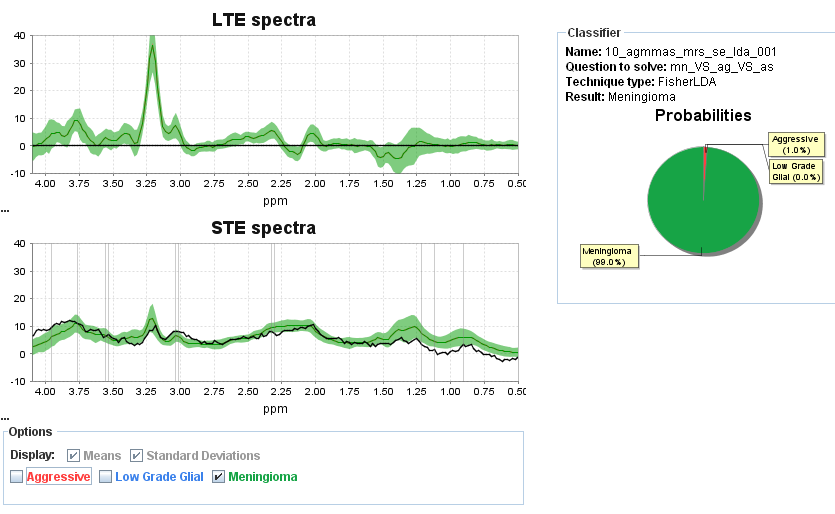 LTE spectra
40
30
20
10
0
-10
4.00 3.75 3.50 3.25 3.00 2.75 2.50 2.25 2.00 1.75 1.50 1.25 1.00 0.75 0.50
ppm
...
STE spectra
40
30
20
10
0
-10
4.00 3.75 3.50 3.25 3.00 2.75 2.50 2.25 2.00 1.75 1.50 1.25 1.00 0.75 0.50
ppm
...
Options
Display: Means Standard Deviations
Aggressive Low Grade Glial Meningioma
Classifier
Name: 10_agmmas_mrs_se_lda_001
Question to solve: mn_VS_ag_VS_as
Technique type: FisherLDA
Result: Meningioma
Probabilities
Aggressive
(1.0%)
Low Grade
Glial (0.0%)
Meningioma
(99.0%)